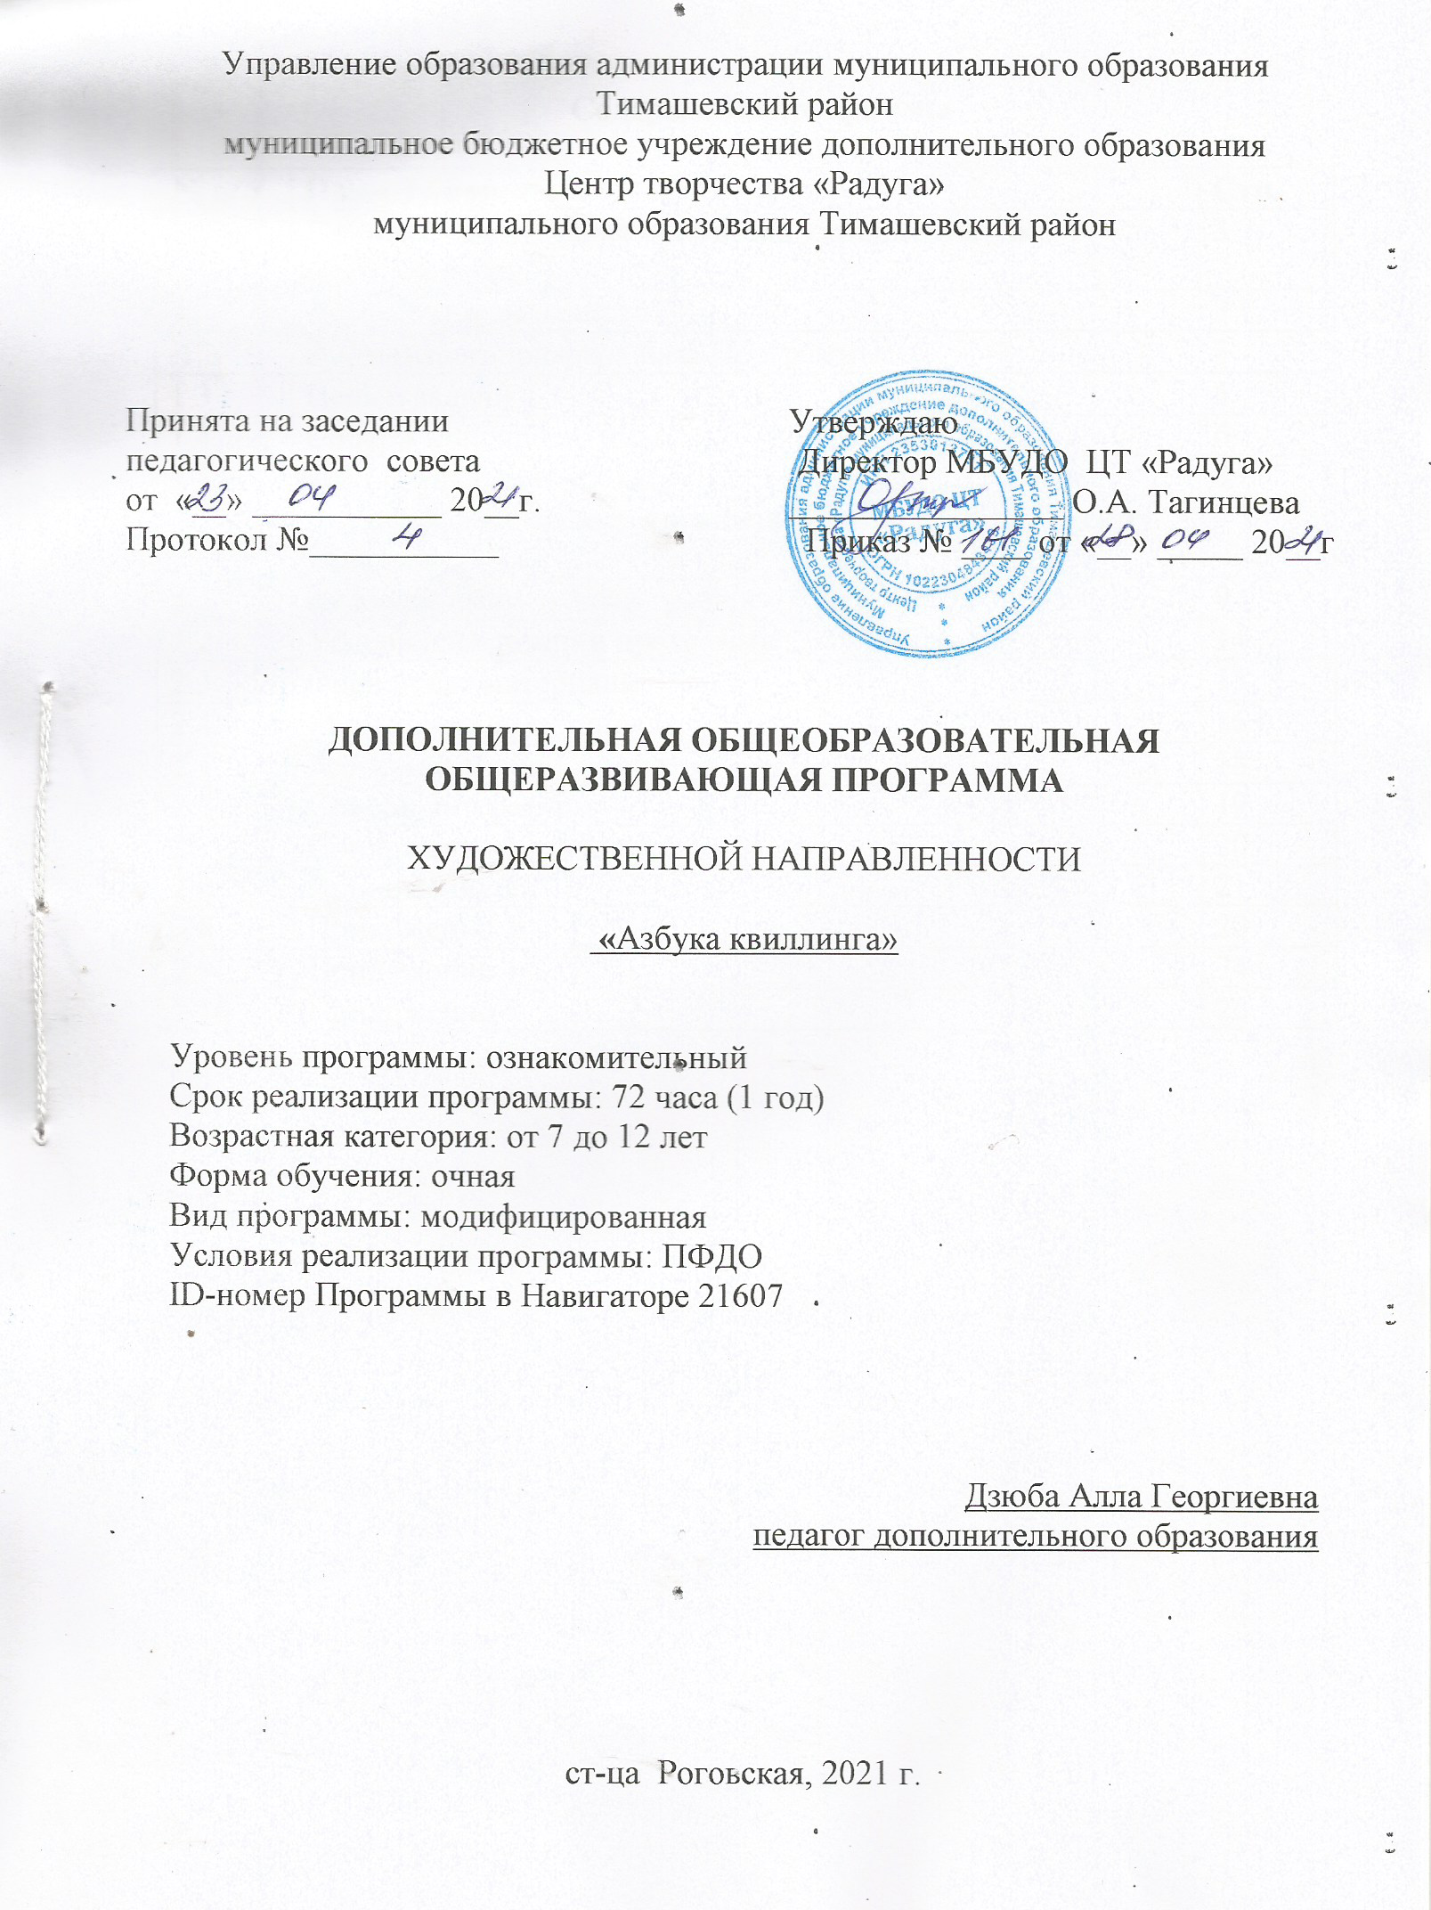 Управление образования администрации муниципального образования
Тимашевский район
муниципальное бюджетное учреждение дополнительного образования
Центр творчества «Радуга»
муниципального образования Тимашевский район
Принята на заседании
педагогического совета
от «23» 04 2021г.
Протокол № 4
Утверждаю
Директор МБУДО ЦТ «Радуга»
О.А. Тагинцева
Приказ № от «28» 04 2021г
МБУДО ЦТ
«Радуга»
ДОПОЛНИТЕЛЬНАЯ ОБЩЕОБРАЗОВАТЕЛЬНАЯ
ОБЩЕРАЗВИВАЮЩАЯ ПРОГРАММА
ХУДОЖЕСТВЕННОЙ НАПРАВЛЕННОСТИ
«Азбука квиллинга»
Уровень программы: ознакомительный
Срок реализации программы: 72 часа (1 год)
Возрастная категория: от 7 до 12 лет
Форма обучения: очная
Вид программы: модифицированная
Условия реализации программы: ПФДО
ID-номер Программы в Навигаторе 21607
Дзюба Алла Георгиевна
педагог дополнительного образования
ст-ца Роговская, 2021 г.